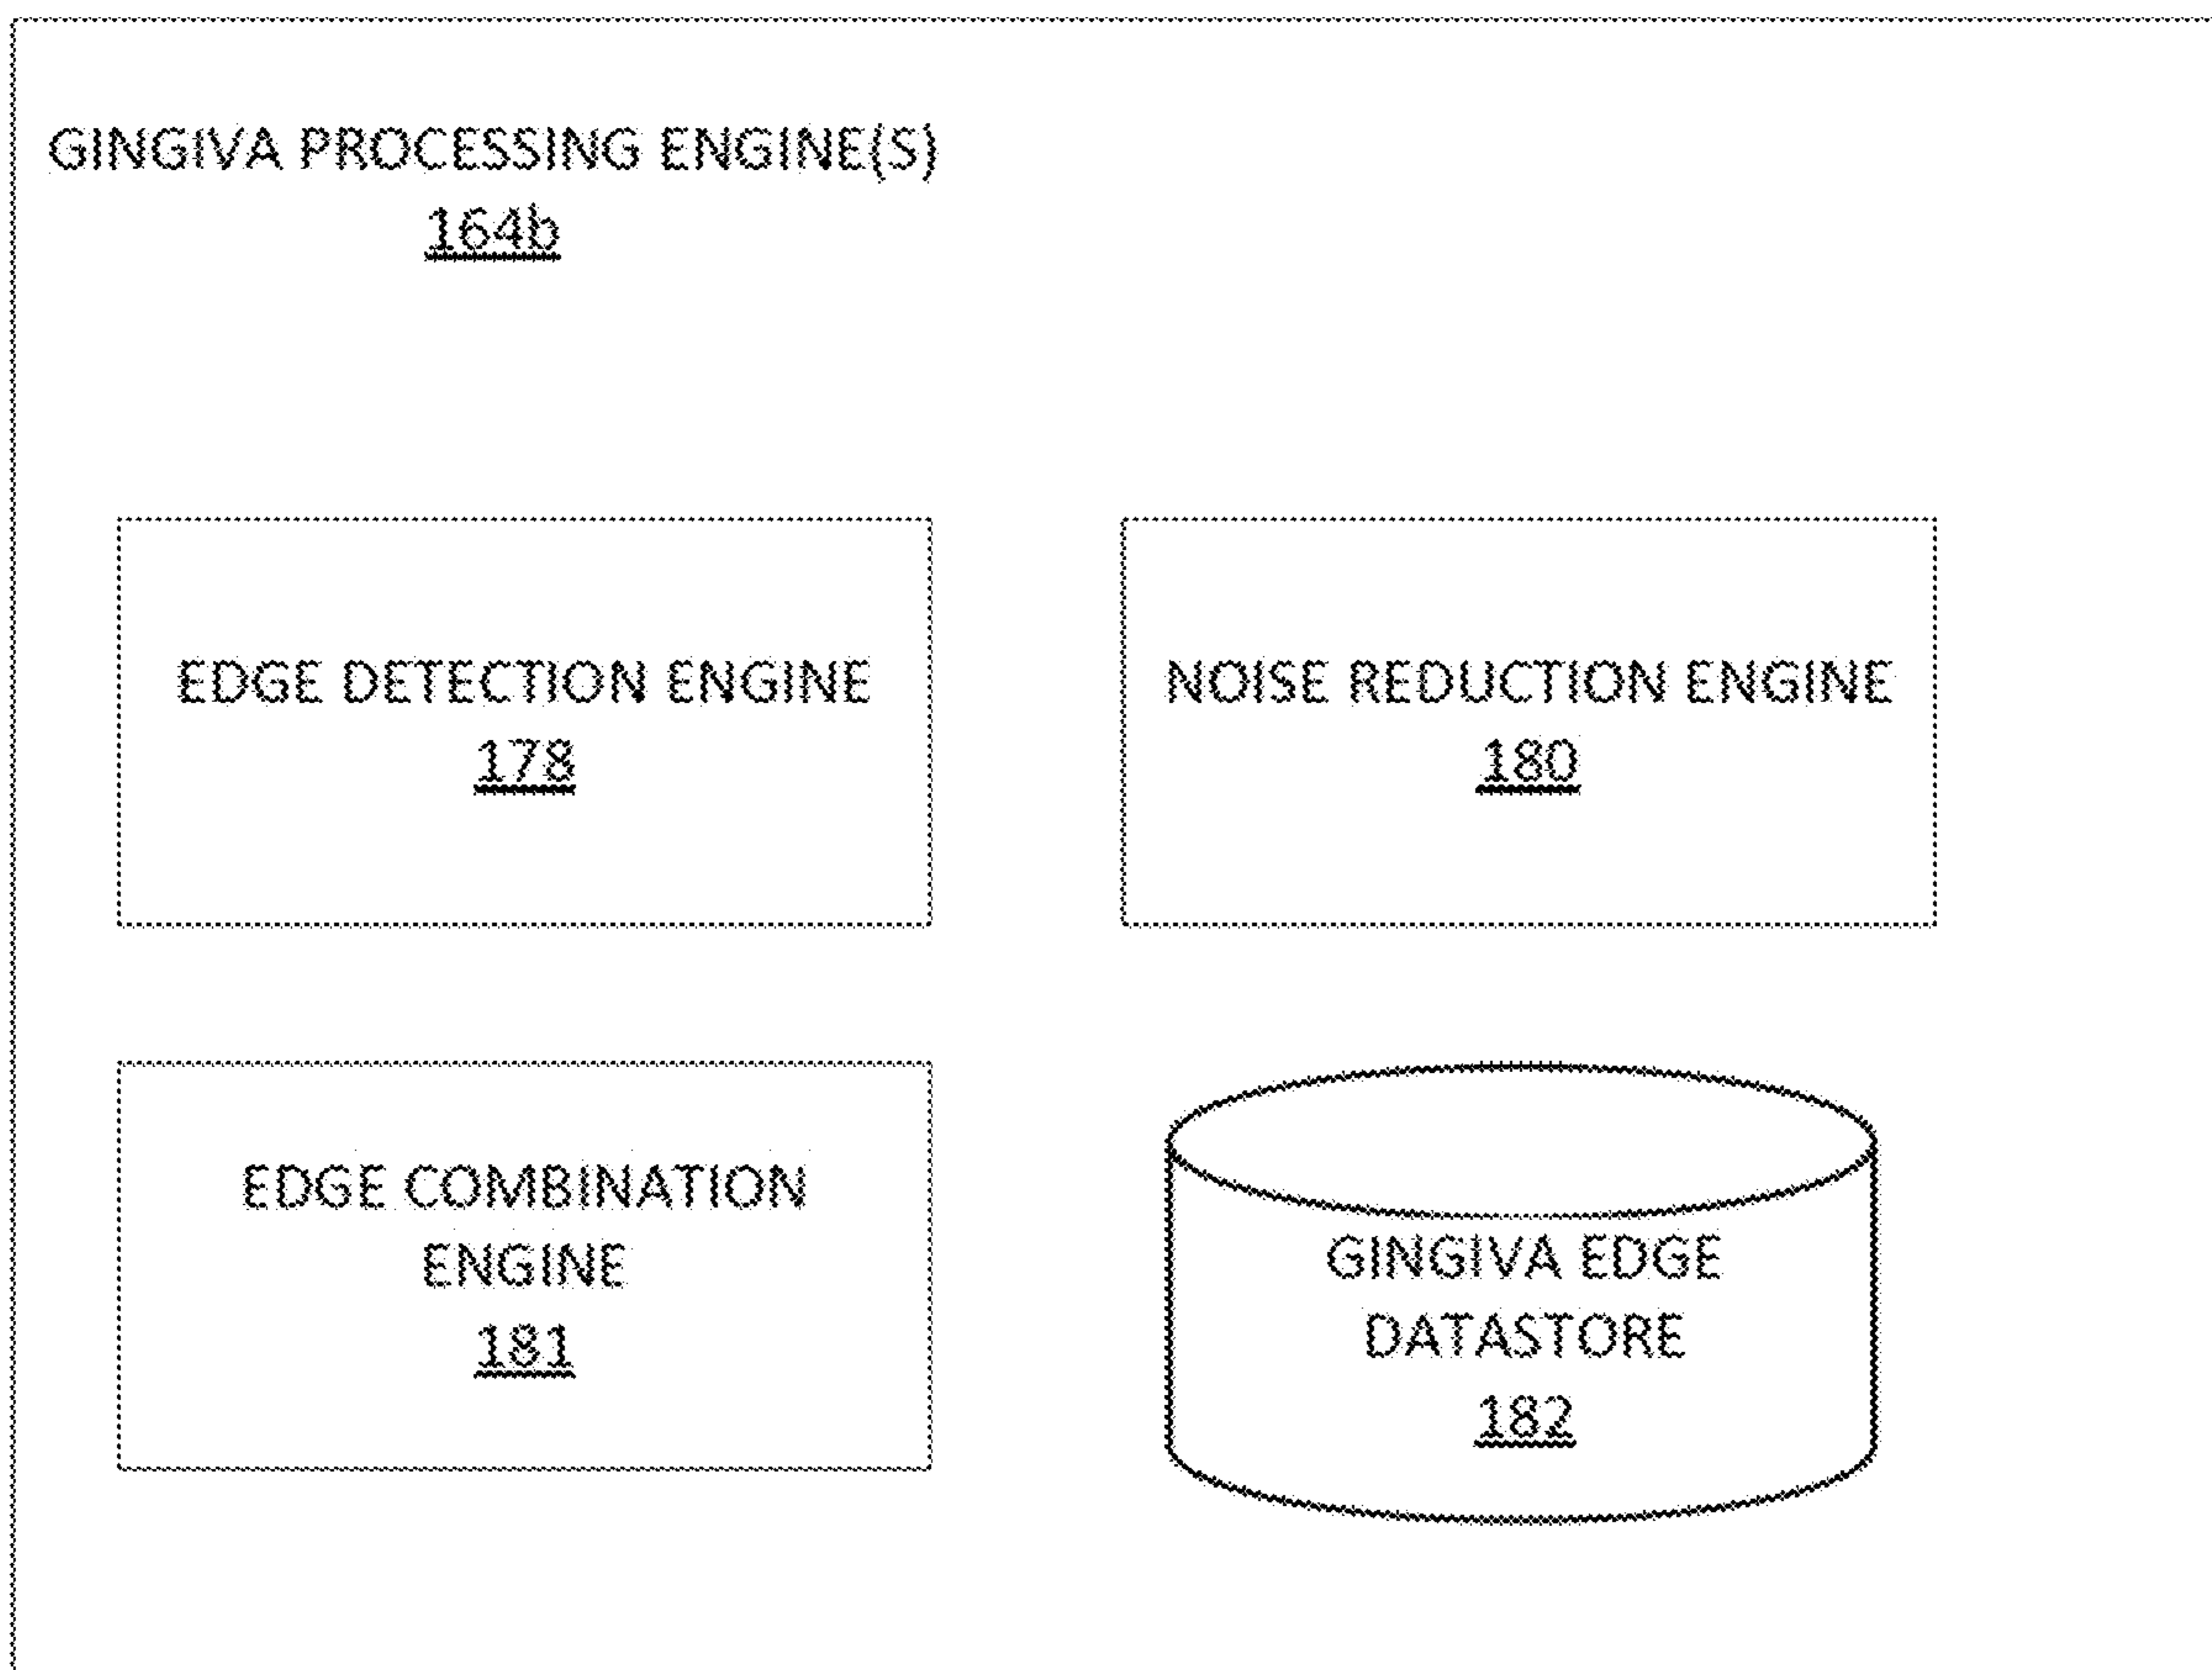 GINGIVA PROCESSING ENGINE(S)
164b
EDGE DETECTION ENGINE
178
NOISE REDUCTION ENGINE
180
EDGE COMBINATION
ENGINE
181
GINGIVA EDGE
DATASTORE
182